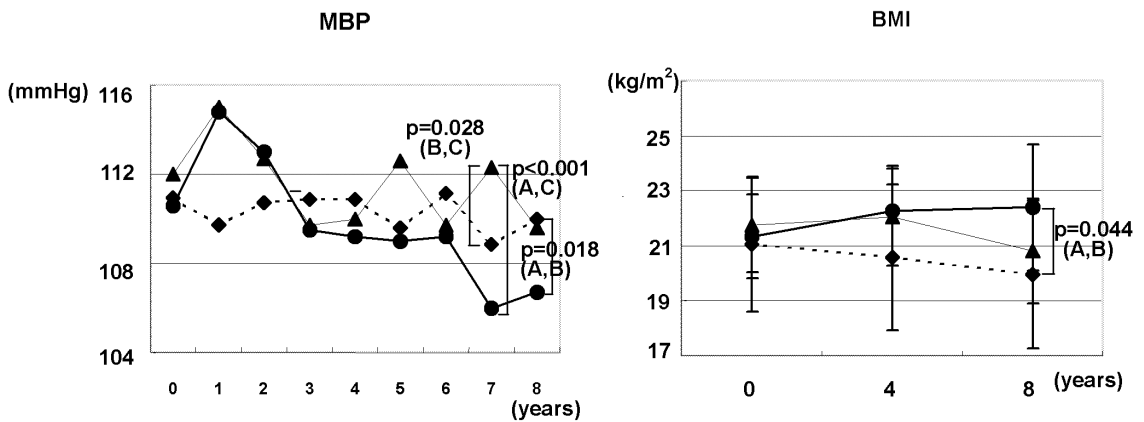 MBP
(mmHg)
116
112
108
104
p=0.028
(B,C)
p<0.001
(A,C)
p=0.018
(A,B)
0 1 2 3 4 5 6 7 8
(years)
BMI
(kg/m²)
25
23
21
19
17
p=0.044
(A,B)
0 4 8
(years)